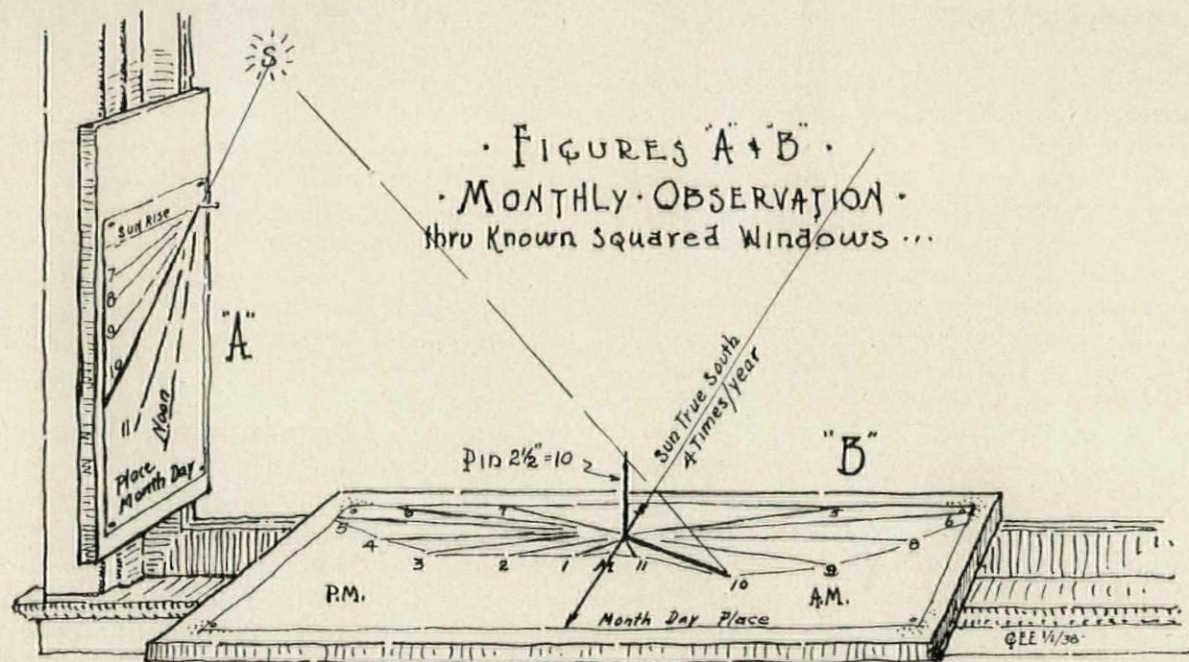 S
· FIGURES "A" & "B" ·
· MONTHLY · OBSERVATION ·
thru Known Squared Windows ...
Sun Rise
7
8
9
10
11
Noon
Place
Month Day
"A"
Sun True South
4 Times/year
Pin 2½"=10
"B"
6
7
5
5
6
4
8
3
2
1
M
11
9
10
P.M.
A.M.
Month Day Place
GEE 1/1/38